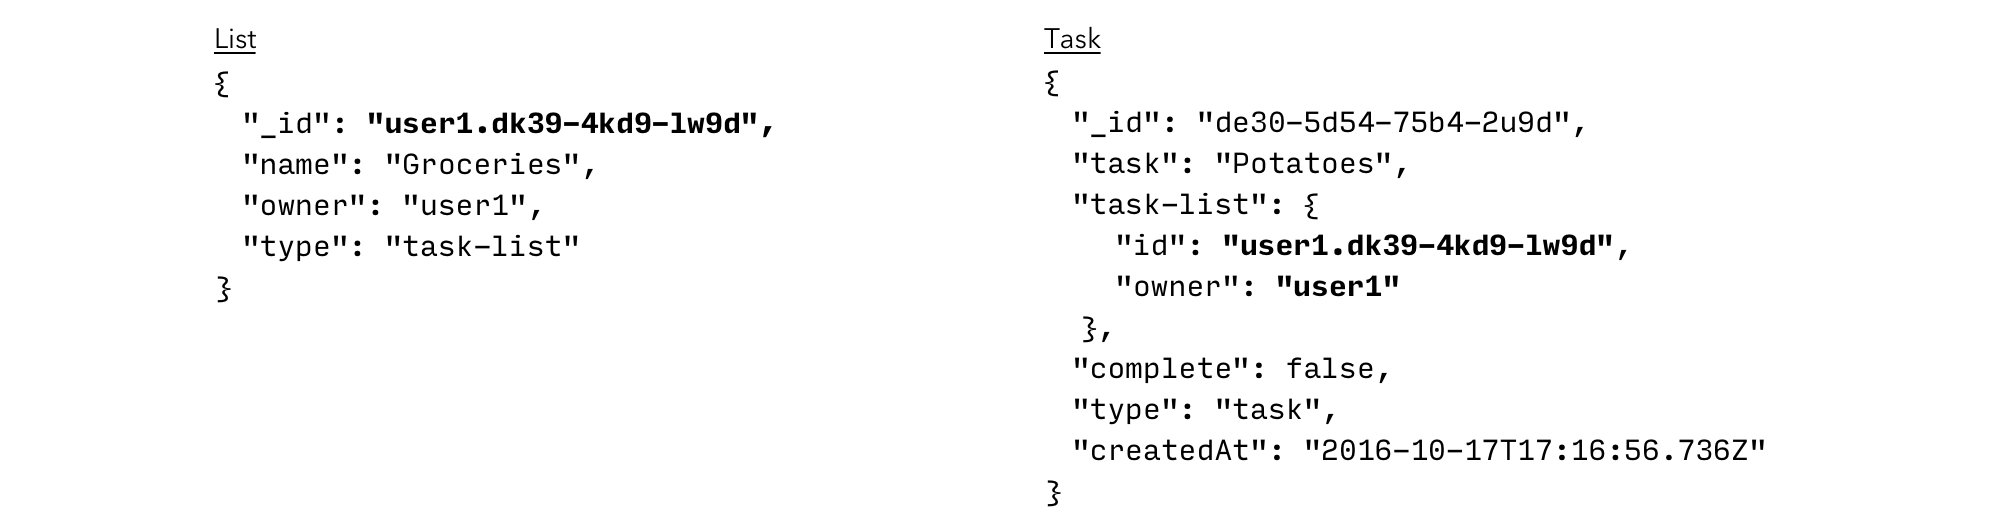 List
{
"_id": "user1.dk39-4kd9-lw9d",
"name": "Groceries",
"owner": "user1",
"type": "task-list"
}
Task
{
"_id": "de30-5d54-75b4-2u9d",
"task": "Potatoes",
"task-list": {
"id": "user1.dk39-4kd9-lw9d",
"owner": "user1"
},
"complete": false,
"type": "task",
"createdAt": "2016-10-17T17:16:56.736Z"
}